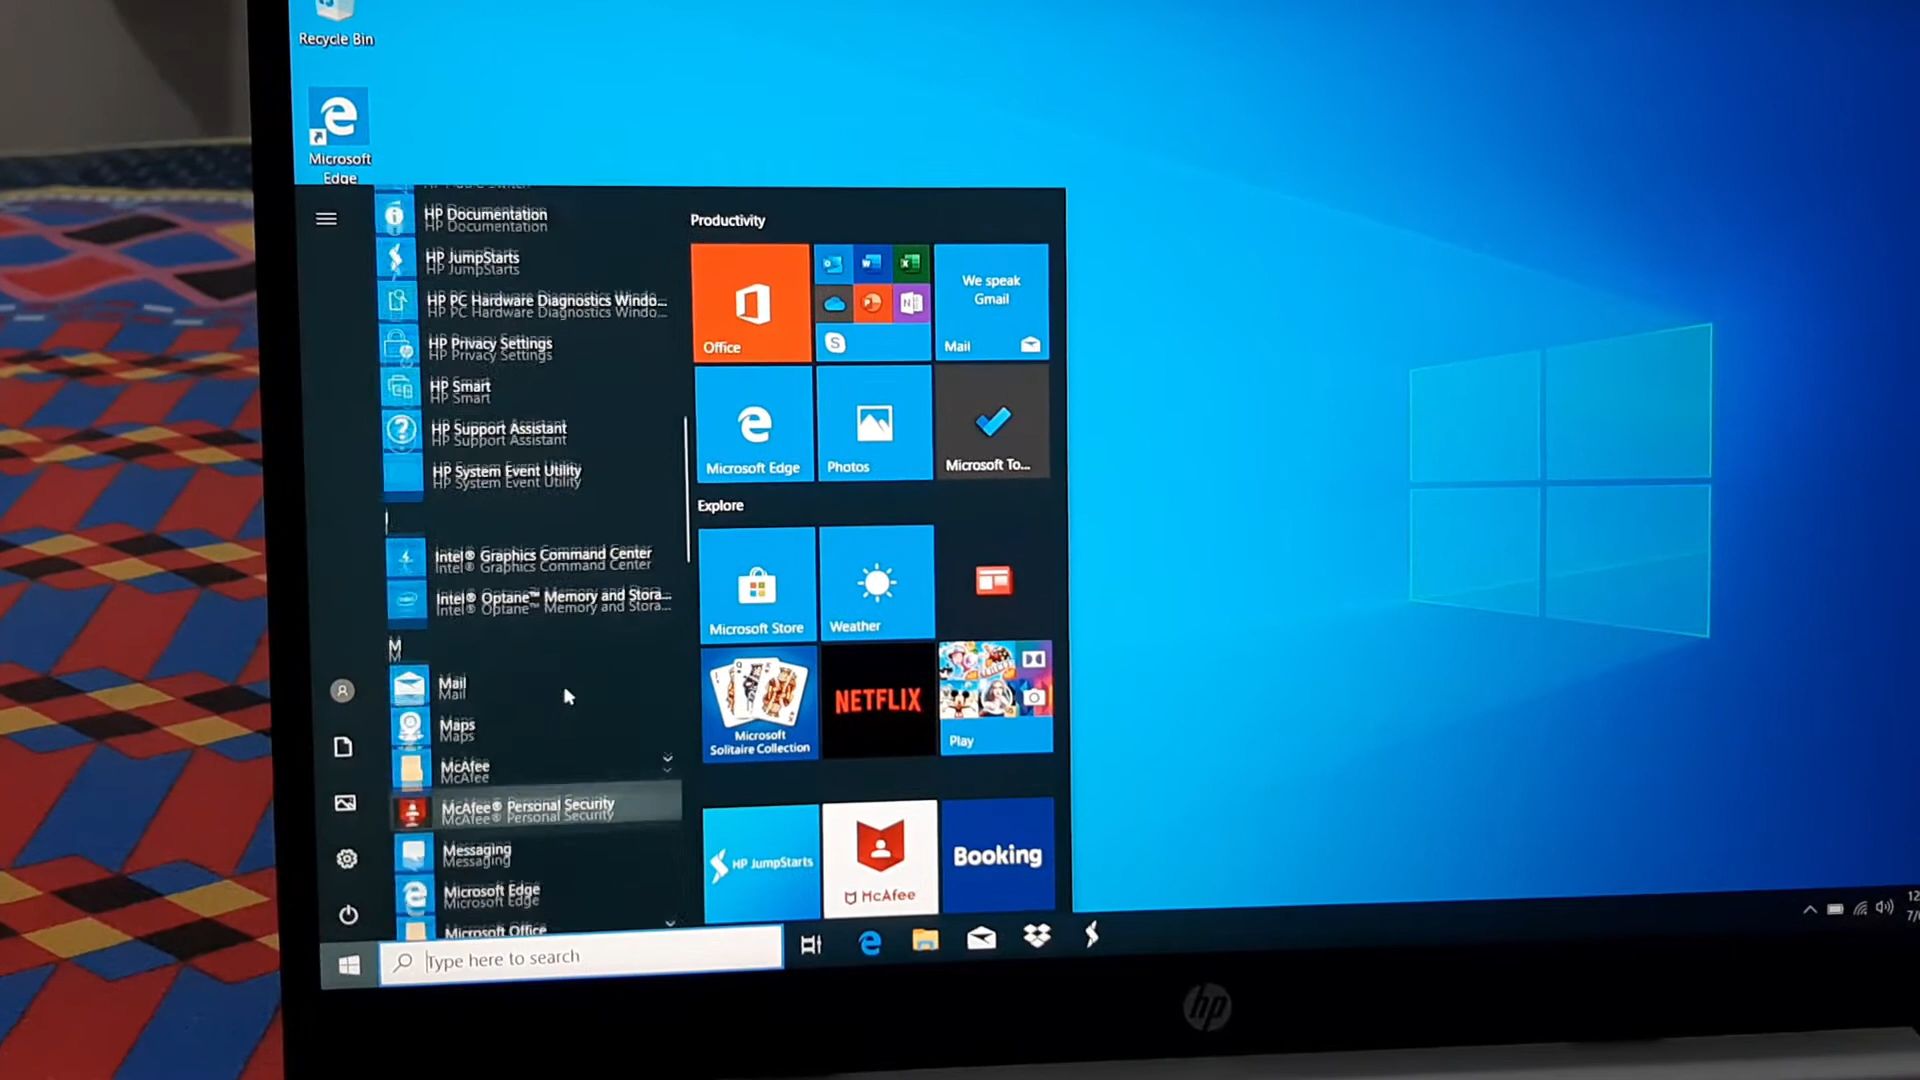 Recycle Bin
Microsoft
Edge
HP Documentation
HP JumpStarts
HP PC Hardware Diagnostics Windo...
HP Privacy Settings
HP Smart
HP Support Assistant
HP System Event Utility
I
Intel® Graphics Command Center
Intel® Optane™ Memory and Stora...
M
Mail
Maps
McAfee
McAfee® Personal Security
Messaging
Microsoft Edge
Microsoft Office
Productivity
Office
We speak
Gmail
Mail
Microsoft Edge
Photos
Microsoft To...
Explore
Microsoft Store
Weather
Microsoft
Solitaire Collection
NETFLIX
Play
HP JumpStarts
McAfee
Booking
Type here to search
hp